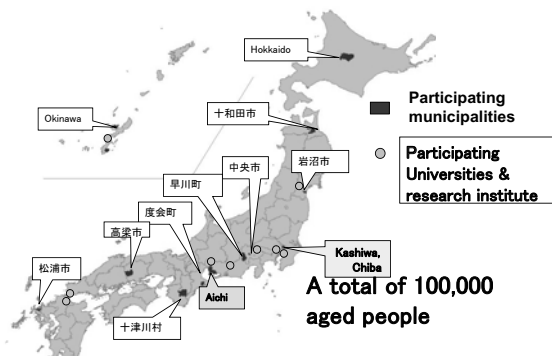 Hokkaido
Okinawa
十和田市
Participating
municipalities
Participating
Universities &
research institute
中央市
岩沼市
早川町
度会町
高梁市
松浦市
Kashiwa,
Chiba
Aichi
十津川村
A total of 100,000
aged people